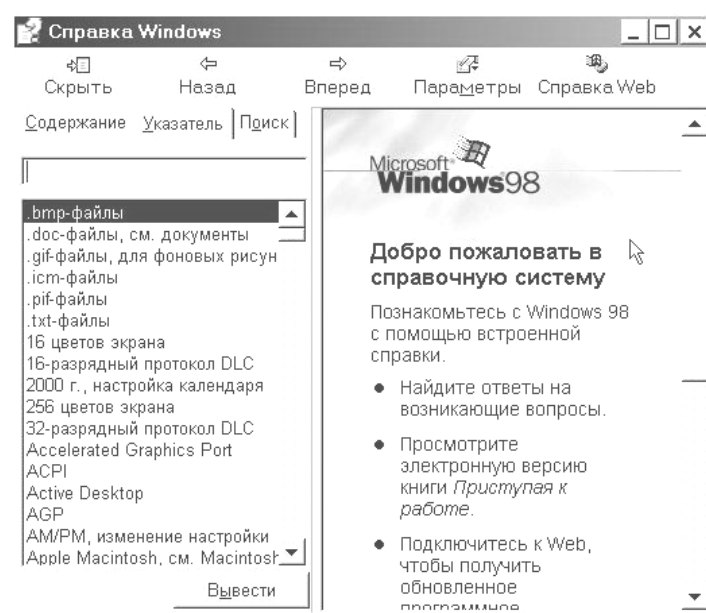 Справка Windows
Скрыть Назад Вперед Параметры Справка Web
Содержание Указатель Поиск
.bmp-файлы
.doc-файлы, см. документы
.gif-файлы, для фоновых рисун
.icm-файлы
.pif-файлы
.txt-файлы
16 цветов экрана
16-разрядный протокол DLC
2000 г., настройка календаря
256 цветов экрана
32-разрядный протокол DLC
Accelerated Graphics Port
ACPI
Active Desktop
AGP
AM/PM, изменение настройки
Apple Macintosh, см. Macintosh
Вывести
Microsoft
Windows98
Добро пожаловать в
справочную систему
Познакомьтесь с Windows 98
с помощью встроенной
справки.
● Найдите ответы на
возникающие вопросы.
● Просмотрите
электронную версию
книги Приступая к
работе.
● Подключитесь к Web,
чтобы получить
обновленное
программное